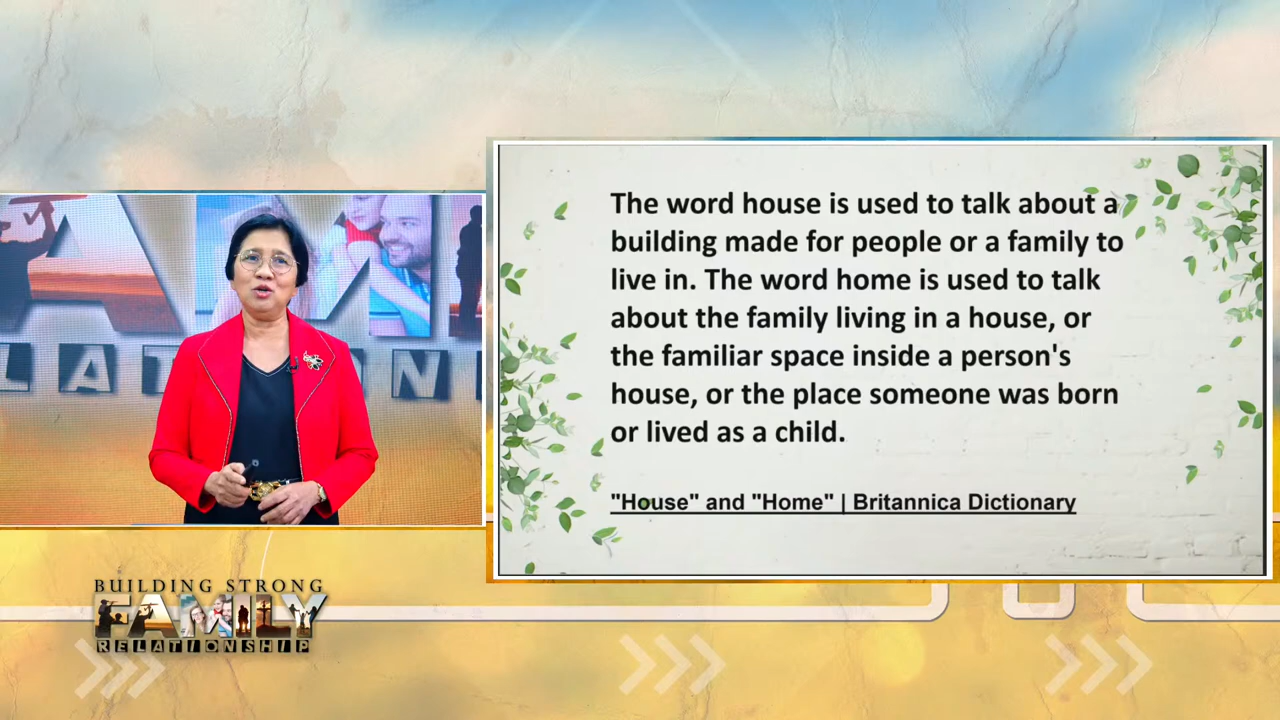 The word house is used to talk about a
building made for people or a family to
live in. The word home is used to talk
about the family living in a house, or
the familiar space inside a person's
house, or the place someone was born
or lived as a child.
"House" and "Home" | Britannica Dictionary
BUILDING STRONG
FAMILY
RELATIONSHIP